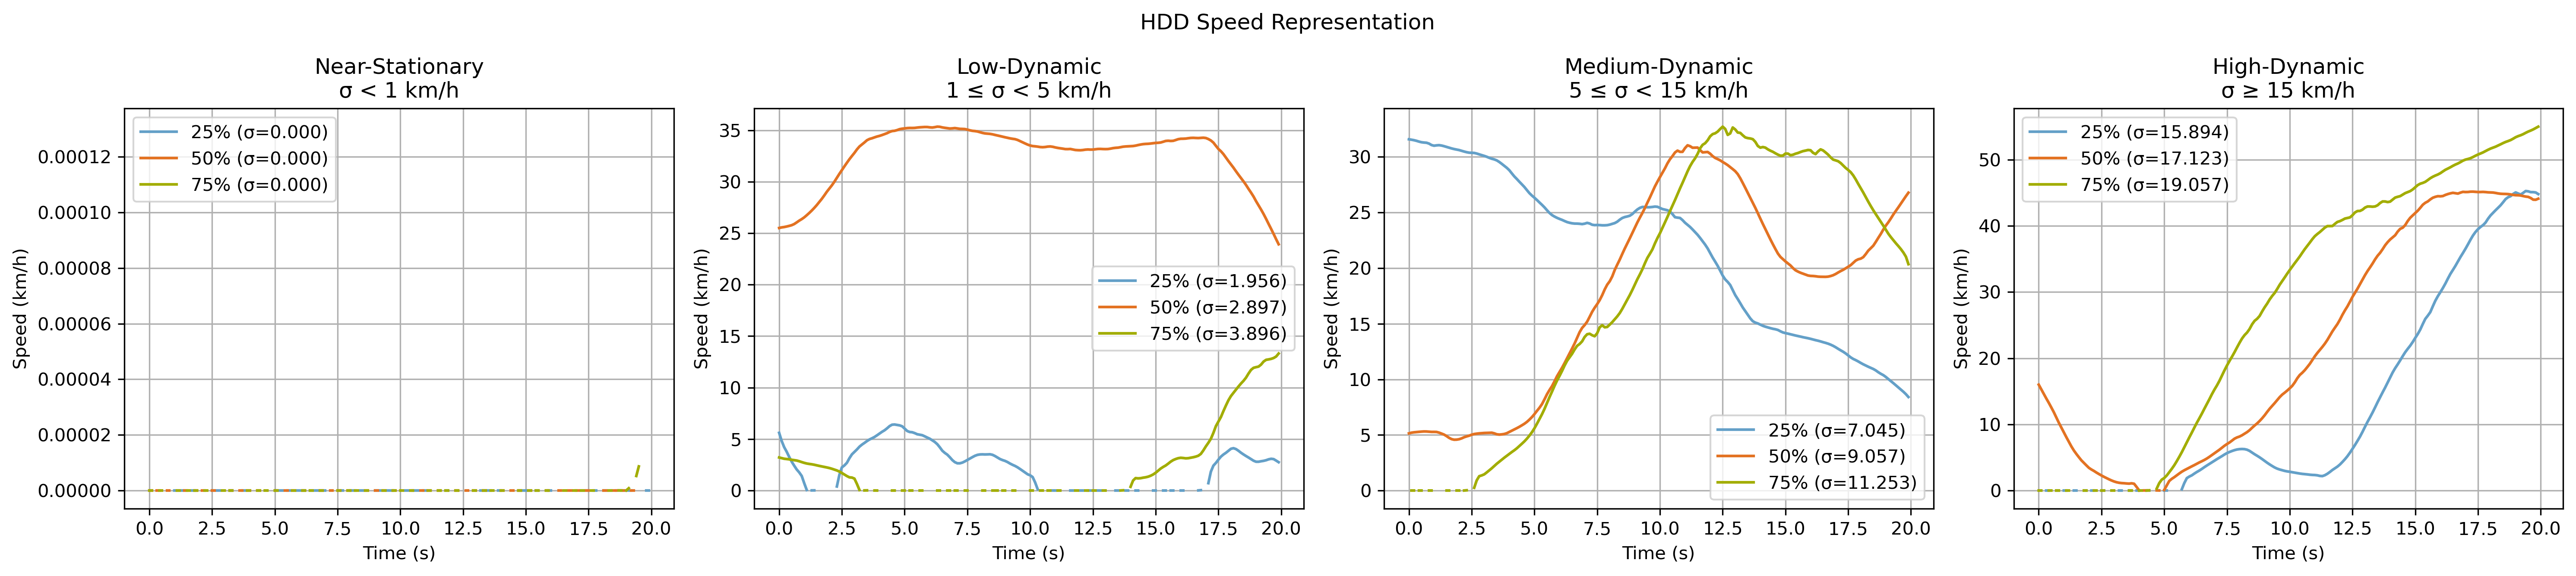 HDD Speed Representation
Near-Stationary
σ < 1 km/h
25% (σ=0.000)
50% (σ=0.000)
75% (σ=0.000)
0.00012
0.00010
0.00008
0.00006
0.00004
0.00002
0.00000
Speed (km/h)
0.0 2.5 5.0 7.5 10.0 12.5 15.0 17.5 20.0
Time (s)
Low-Dynamic
1 ≤ σ < 5 km/h
35
30
25
20
15
10
5
0
Speed (km/h)
25% (σ=1.956)
50% (σ=2.897)
75% (σ=3.896)
0.0 2.5 5.0 7.5 10.0 12.5 15.0 17.5 20.0
Time (s)
Medium-Dynamic
5 ≤ σ < 15 km/h
30
25
20
15
10
5
0
Speed (km/h)
25% (σ=7.045)
50% (σ=9.057)
75% (σ=11.253)
0.0 2.5 5.0 7.5 10.0 12.5 15.0 17.5 20.0
Time (s)
High-Dynamic
σ ≥ 15 km/h
25% (σ=15.894)
50% (σ=17.123)
75% (σ=19.057)
50
40
30
20
10
0
Speed (km/h)
0.0 2.5 5.0 7.5 10.0 12.5 15.0 17.5 20.0
Time (s)